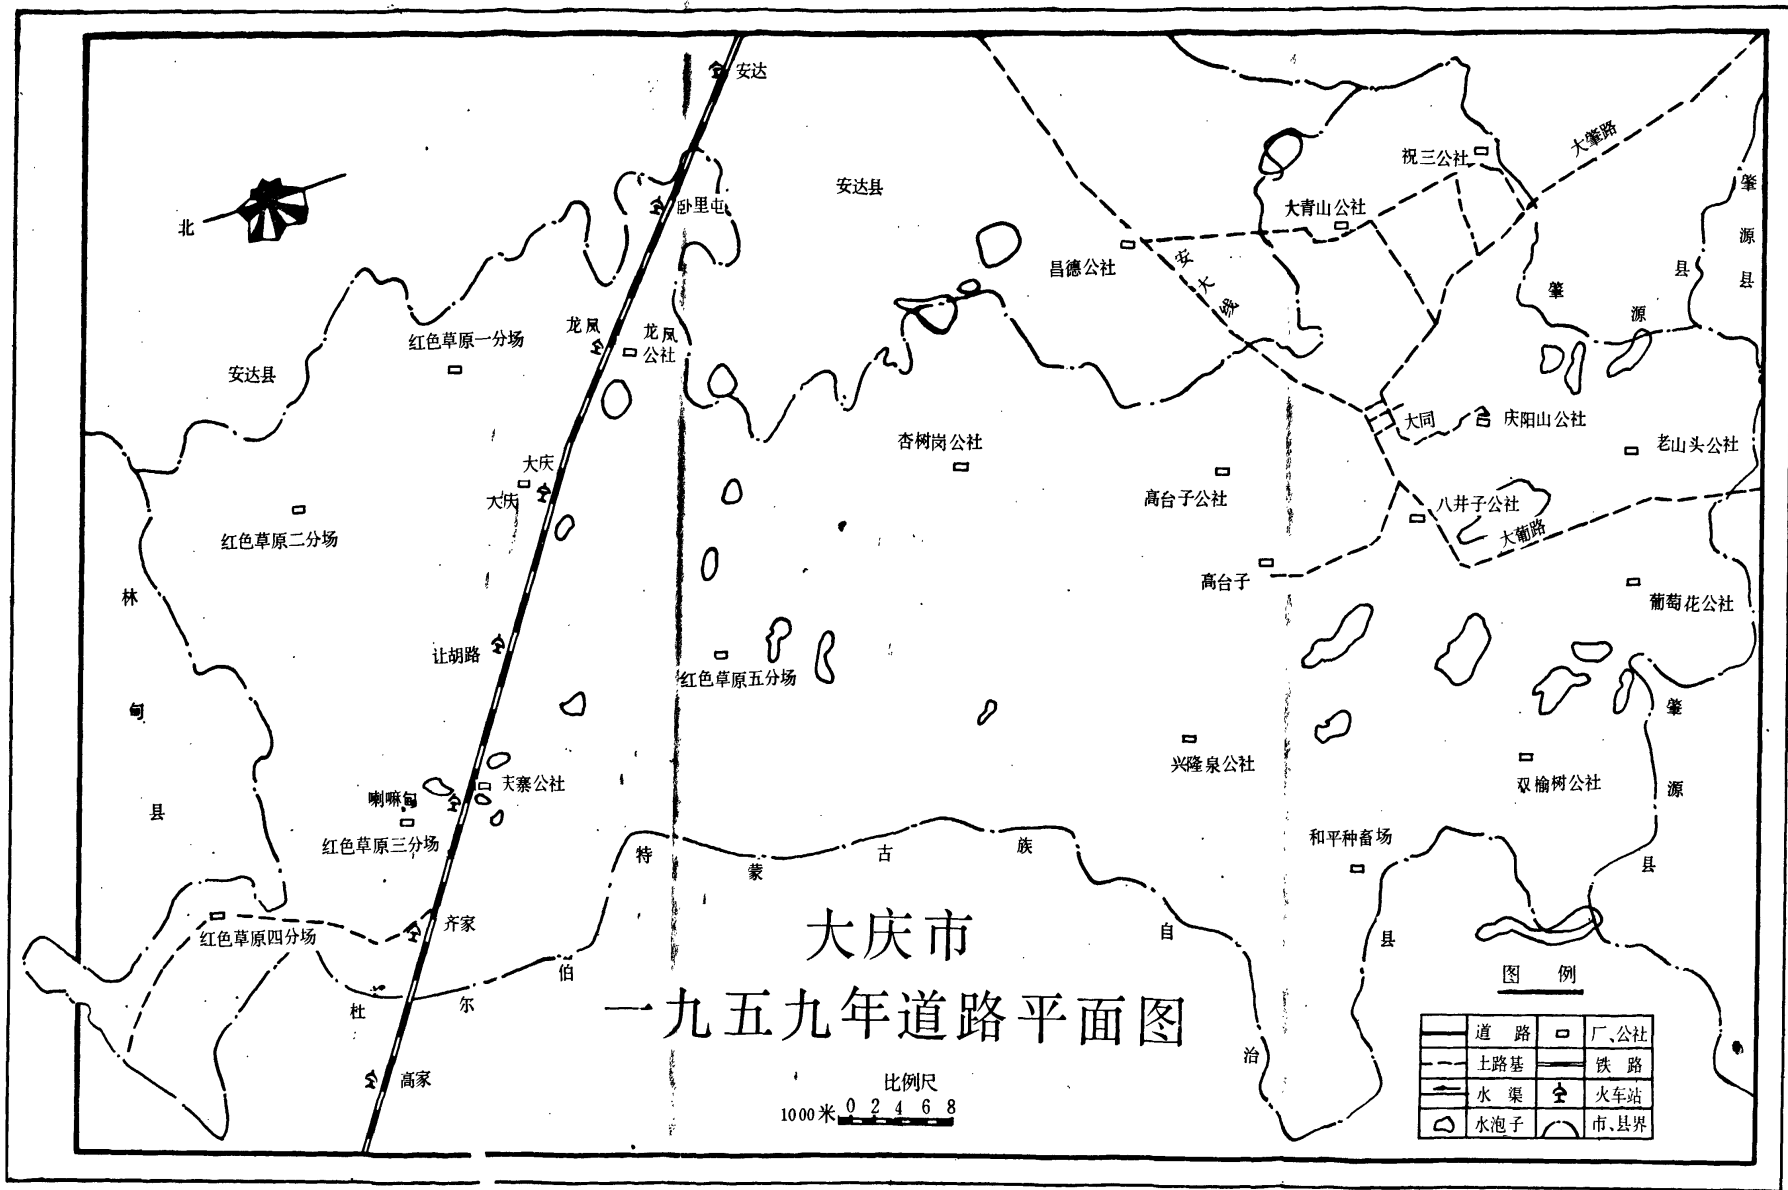 安达
北
卧里屯
安达县
祝三公社
大肇路
大青山公社
肇源县
昌德公社
安大线
肇源县
龙凤
龙凤
公社
红色草原一分场
安达县
大同
庆阳山公社
老山头公社
杏树岗公社
大庆
大庆
高台子公社
八井子公社
大葡路
红色草原二分场
高台子
葡萄花公社
林甸县
让胡路
红色草原五分场
肇源县
兴隆泉公社
双榆树公社
喇嘛甸
红色草原三分场
和平种畜场
齐家
红色草原四分场
杜尔伯特蒙古族自治县
高家
大庆市
一九五九年道路平面图
比例尺
1000米 0 2 4 6 8
图 例
道 路
厂、公社
土路基
铁 路
水 渠
火车站
水泡子
市、县界